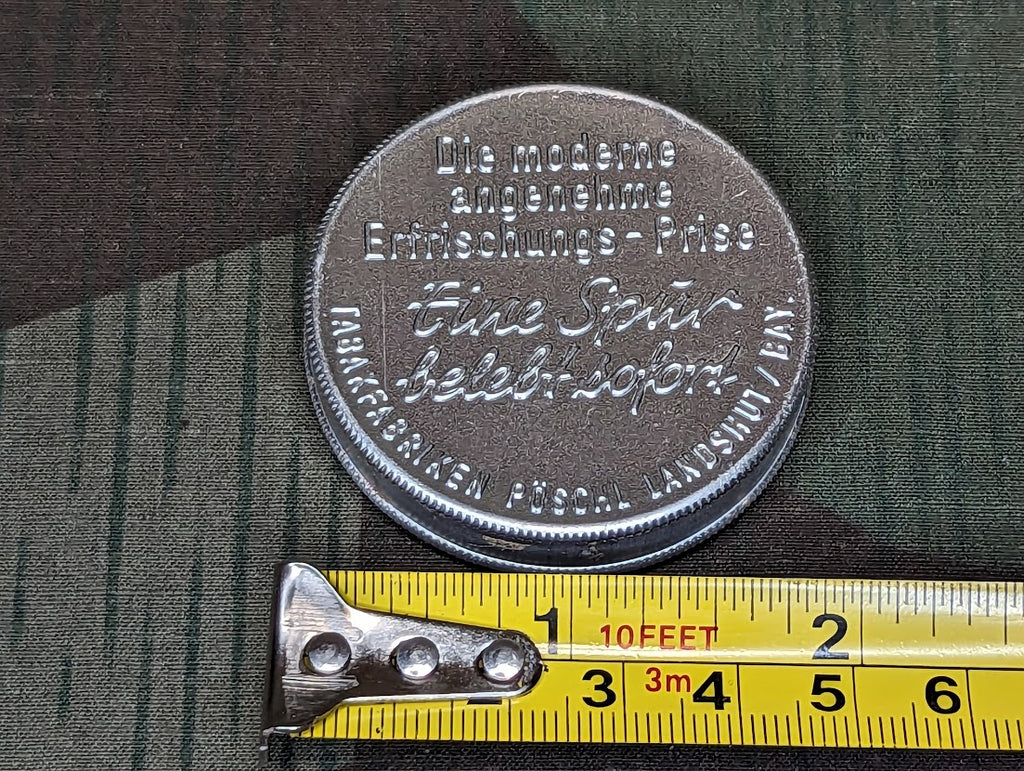 Die moderne
angenehme
Erfrischungs-Prise
Eine Spur
belebt sofort
TABAKFABRIKEN PÖSCHL LANDSHUT / BAY.
1 10FEET 2
3 3m 4 5 6